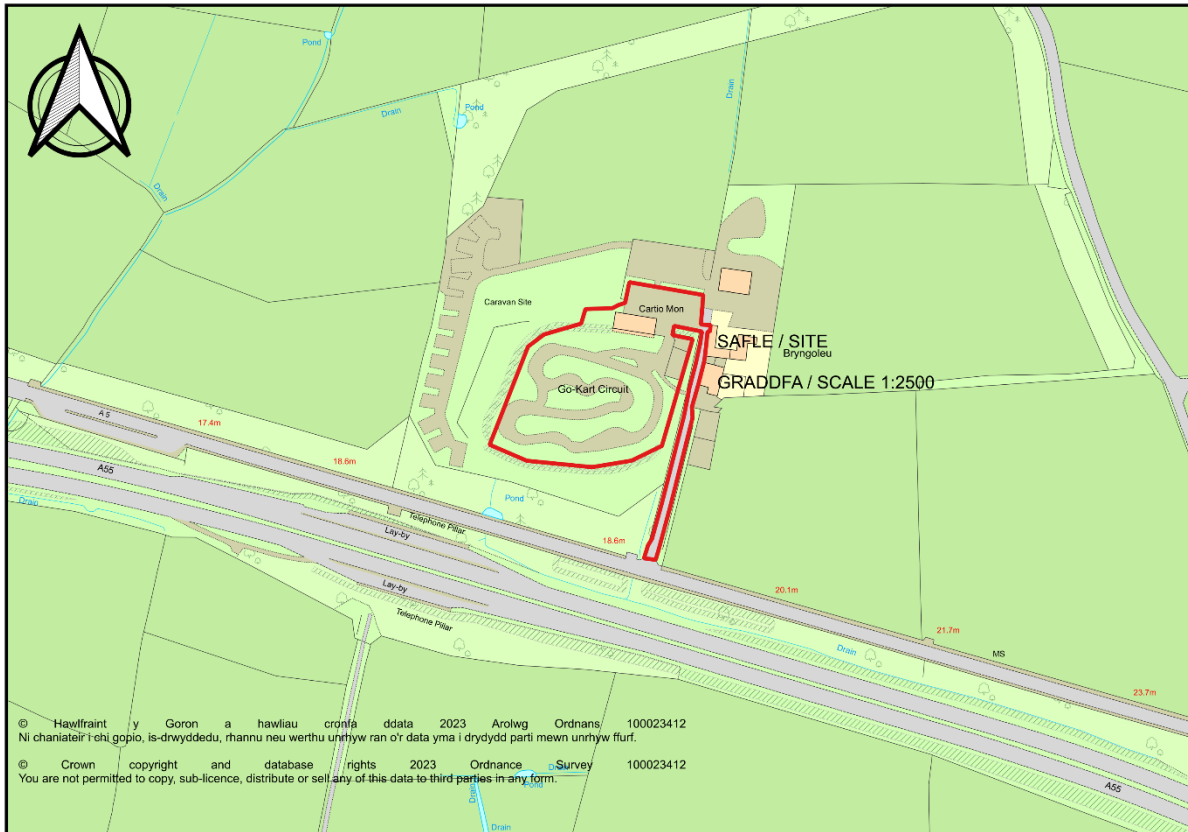 Pond
Drain
Pond
Drain
Drain
Caravan Site
Cartio Mon
SAFLE / SITE
Bryngoleu
GRADDFA / SCALE 1:2500
Go-Kart Circuit
A 5
17.4m
18.6m
A55
Drain
Pond
Telephone Pillar
Lay-by
18.6m
Lay-by
Telephone Pillar
20.1m
21.7m
Drain
MS
23.7m
© Hawlfraint y Goron a hawliau cronfa ddata 2023 Arolwg Ordnans 100023412
Ni chaniateir i chi gopio, is-drwyddedu, rhannu neu werthu unrhyw ran o'r data yma i drydydd parti mewn unrhyw ffurf.
© Crown copyright and database rights 2023 Ordnance Survey 100023412
You are not permitted to copy, sub-licence, distribute or sell any of this data to third parties in any form.
Drain
Pond
Drain
Drain
A55